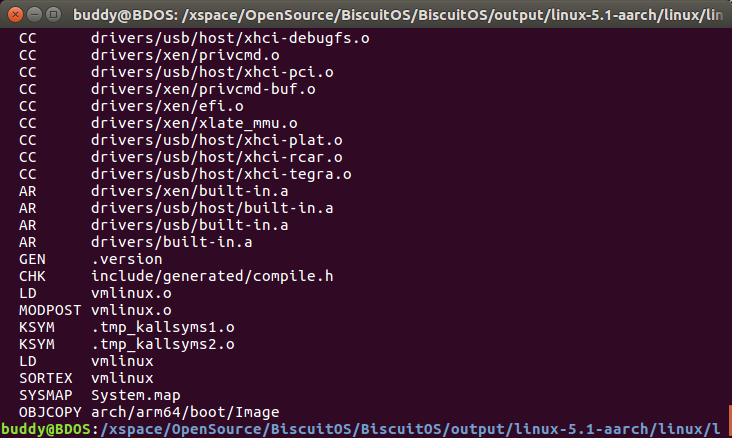 buddy@BDOS: /xspace/OpenSource/BiscuitOS/BiscuitOS/output/linux-5.1-aarch/linux/lin
CC drivers/usb/host/xhci-debugfs.o
CC drivers/xen/privcmd.o
CC drivers/usb/host/xhci-pci.o
CC drivers/xen/privcmd-buf.o
CC drivers/xen/efi.o
CC drivers/xen/xlate_mmu.o
CC drivers/usb/host/xhci-plat.o
CC drivers/usb/host/xhci-rcar.o
CC drivers/usb/host/xhci-tegra.o
AR drivers/xen/built-in.a
AR drivers/usb/host/built-in.a
AR drivers/usb/built-in.a
AR drivers/built-in.a
GEN .version
CHK include/generated/compile.h
LD vmlinux.o
MODPOST vmlinux.o
KSYM .tmp_kallsyms1.o
KSYM .tmp_kallsyms2.o
LD vmlinux
SORTEX vmlinux
SYSMAP System.map
OBJCOPY arch/arm64/boot/Image
buddy@BDOS:/xspace/OpenSource/BiscuitOS/BiscuitOS/output/linux-5.1-aarch/linux/l